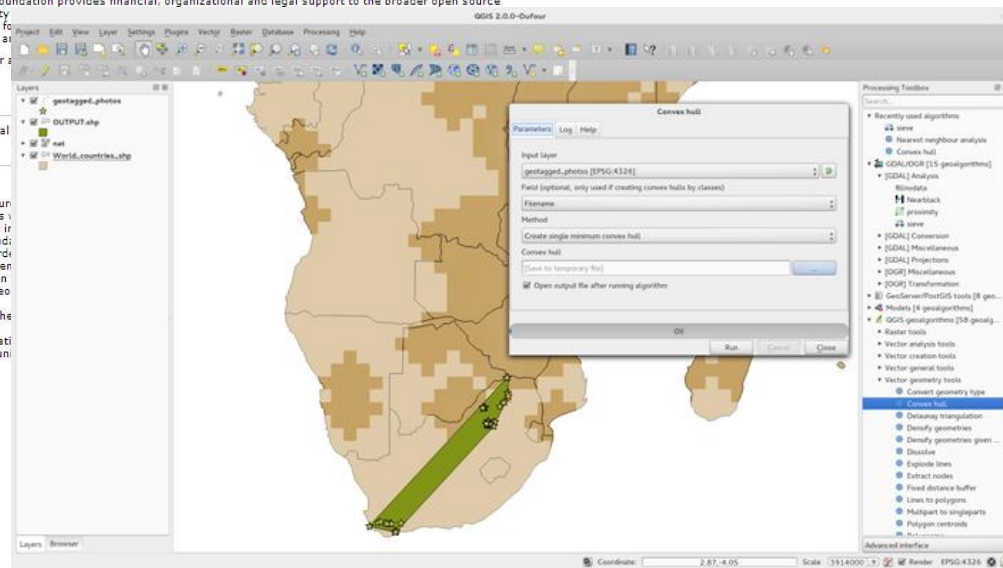 oundation provides financial, organizational and legal support to the broader open source
QGIS 2.0.0-Dufour
Project Edit View Layer Settings Plugins Vector Raster Database Processing Help
Layers
geotagged_photos
OUTPUT.shp
nat
World_countries_shp
Layers Browser
Convex hull
Parameters Log Help
Input layer
geotagged_photos [EPSG:4326]
Field (optional, only used if creating convex hulls by classes)
Filename
Method
Create single minimum convex hull
Convex hull
[Save to temporary file]
...
Open output file after running algorithm
0%
Run Cancel Close
Processing Toolbox
Search...
Recently used algorithms
sieve
Nearest neighbour analysis
Convex hull
GDAL/OGR [15 geoalgorithms]
[GDAL] Analysis
fillnodata
Nearblack
proximity
sieve
[GDAL] Conversion
[GDAL] Miscellaneous
[GDAL] Projections
[OGR] Miscellaneous
[OGR] Transformation
GeoServer/PostGIS tools [8 geo...
Models [4 geoalgorithms]
QGIS geoalgorithms [58 geoalg...
Raster tools
Vector analysis tools
Vector creation tools
Vector general tools
Vector geometry tools
Convert geometry type
Convex hull
Delaunay triangulation
Densify geometries
Densify geometries given ...
Dissolve
Explode lines
Extract nodes
Fixed distance buffer
Lines to polygons
Multipart to singleparts
Polygon centroids
Advanced interface
Coordinate: 2.87,-4.05 Scale Render EPSG:4326